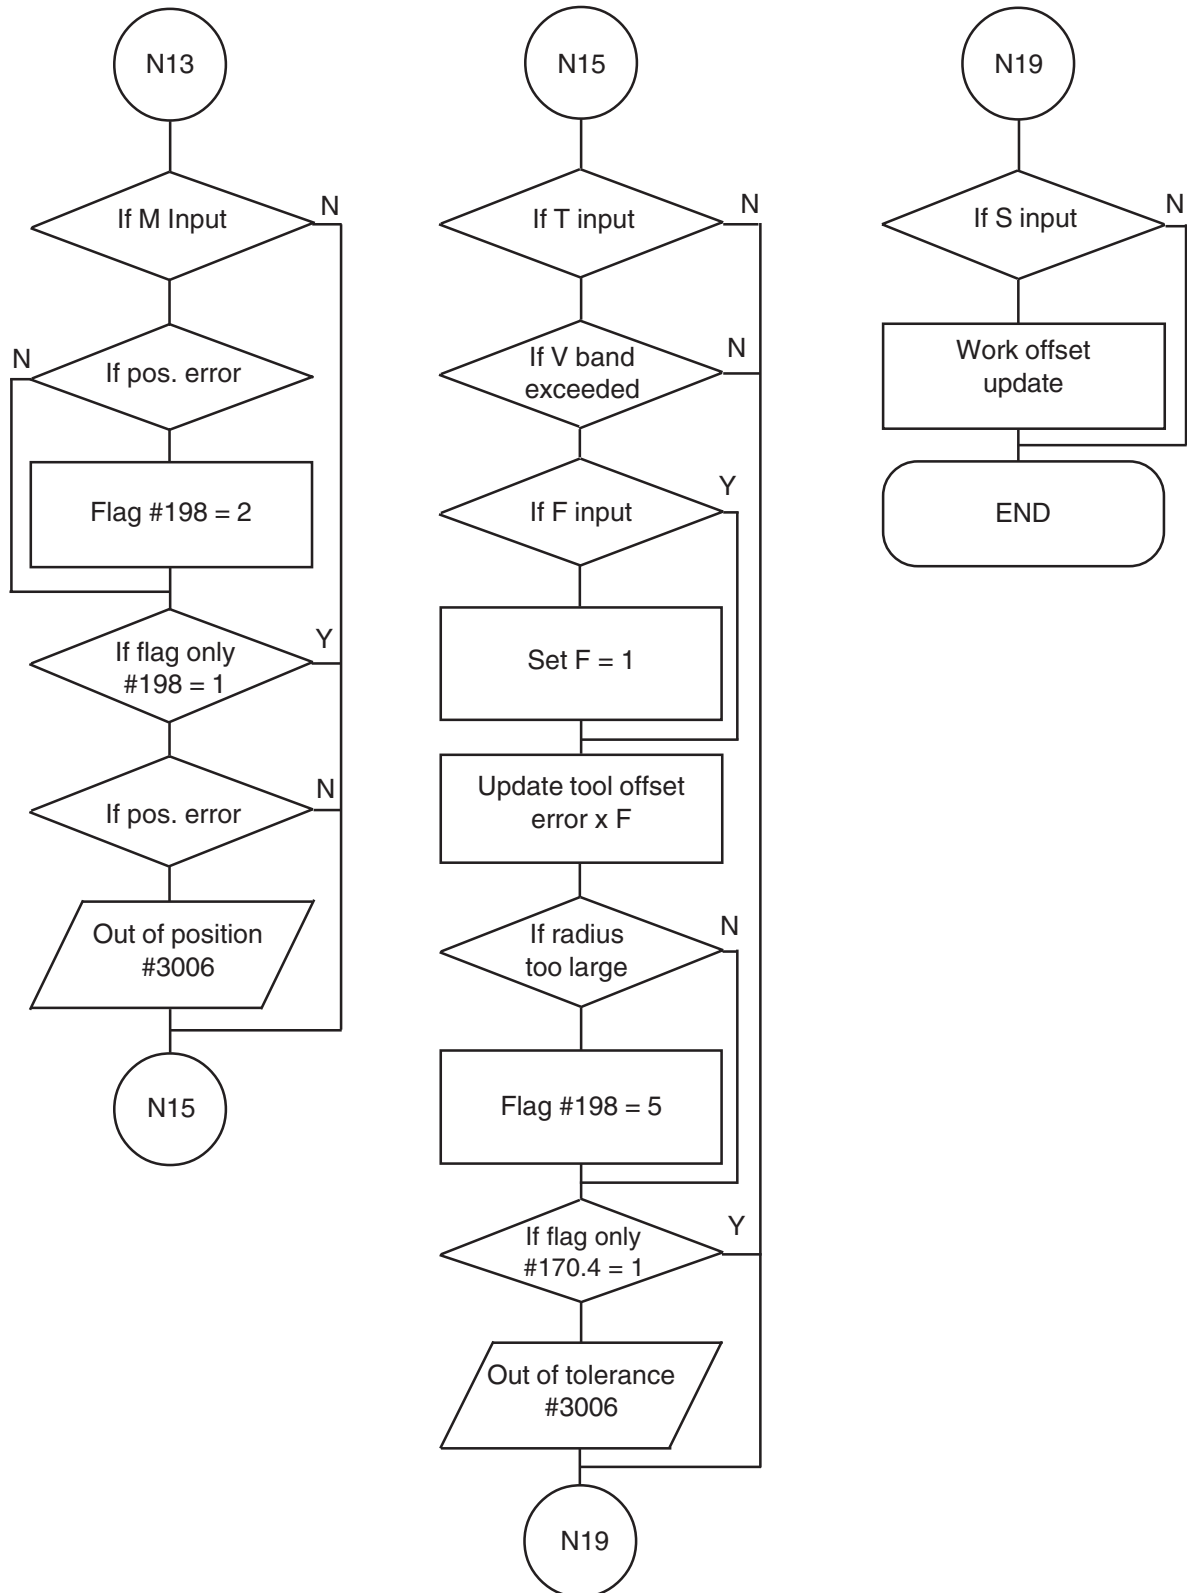 N13
If M Input
N
If pos. error
N
Flag #198 = 2
If flag only
#198 = 1
Y
If pos. error
N
Out of position
#3006
N15
N15
If T input
N
If V band
exceeded
N
If F input
Y
Set F = 1
Update tool offset
error x F
If radius
too large
N
Flag #198 = 5
If flag only
#170.4 = 1
Y
Out of tolerance
#3006
N19
N19
If S input
N
Work offset
update
END